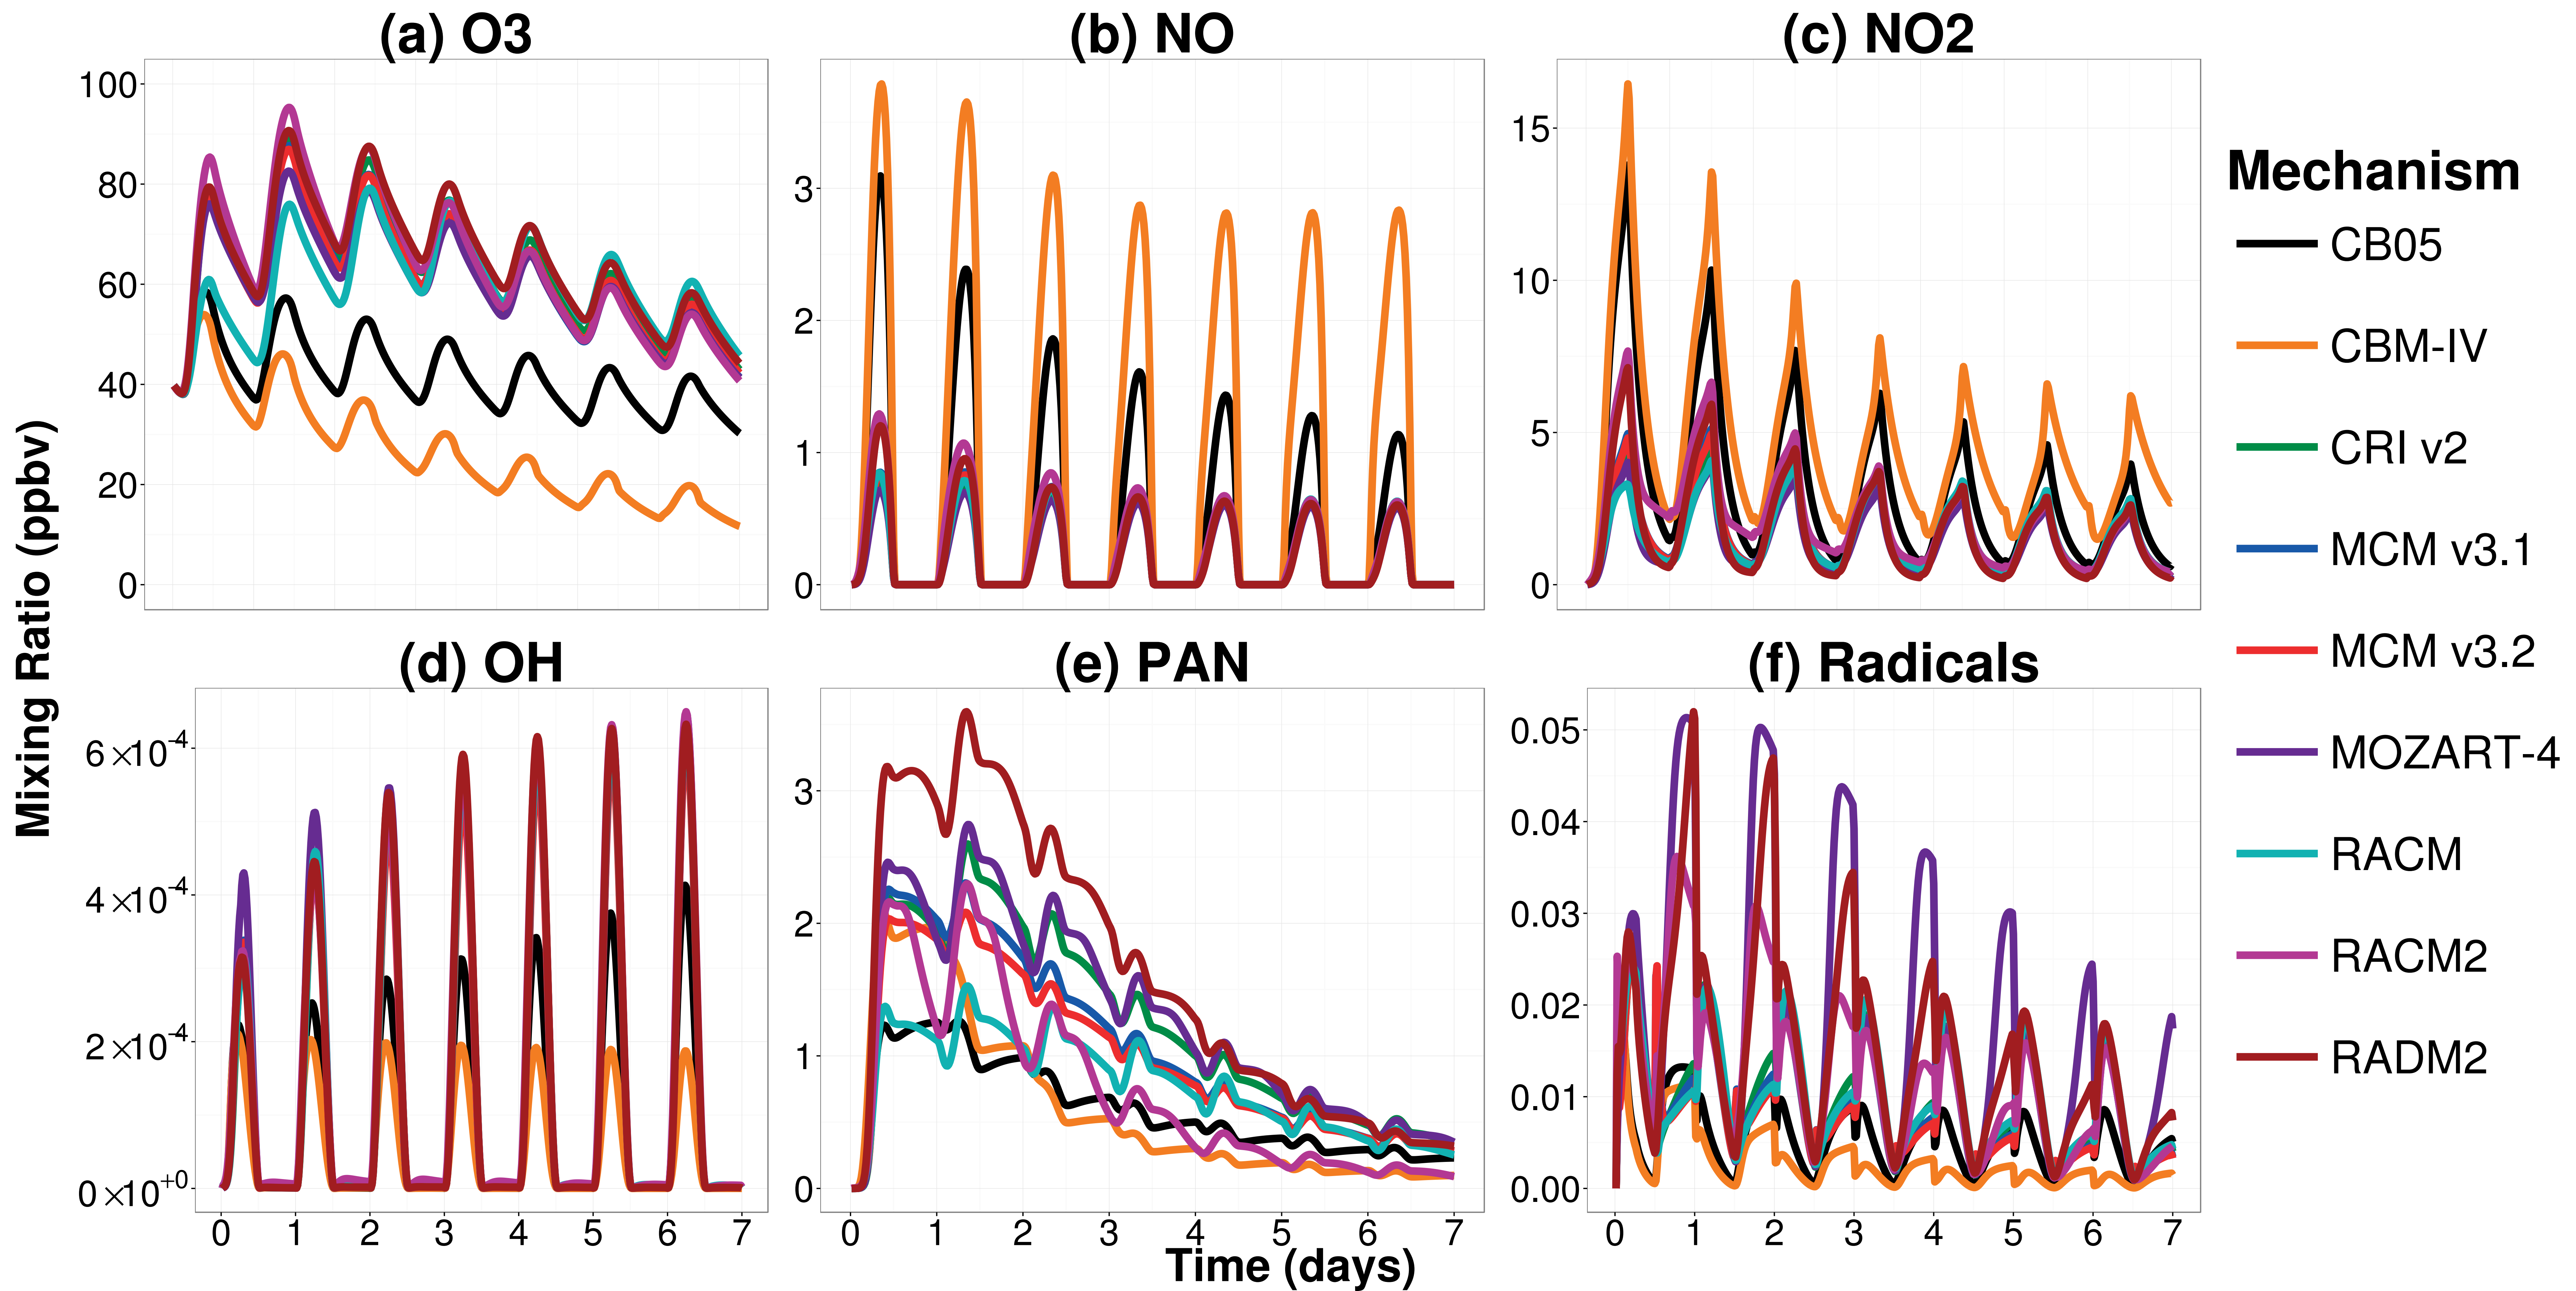 (a) O3
(b) NO
(c) NO2
Mixing Ratio (ppbv)
100
80
60
40
20
0
3
2
1
0
15
10
5
0
(d) OH
(e) PAN
(f) Radicals
6×10-4
4×10-4
2×10-4
0×10+0
3
2
1
0
0.05
0.04
0.03
0.02
0.01
0.00
0 1 2 3 4 5 6 7
0 1 2 3 4 5 6 7
0 1 2 3 4 5 6 7
Time (days)
Mechanism
CB05
CBM-IV
CRI v2
MCM v3.1
MCM v3.2
MOZART-4
RACM
RACM2
RADM2